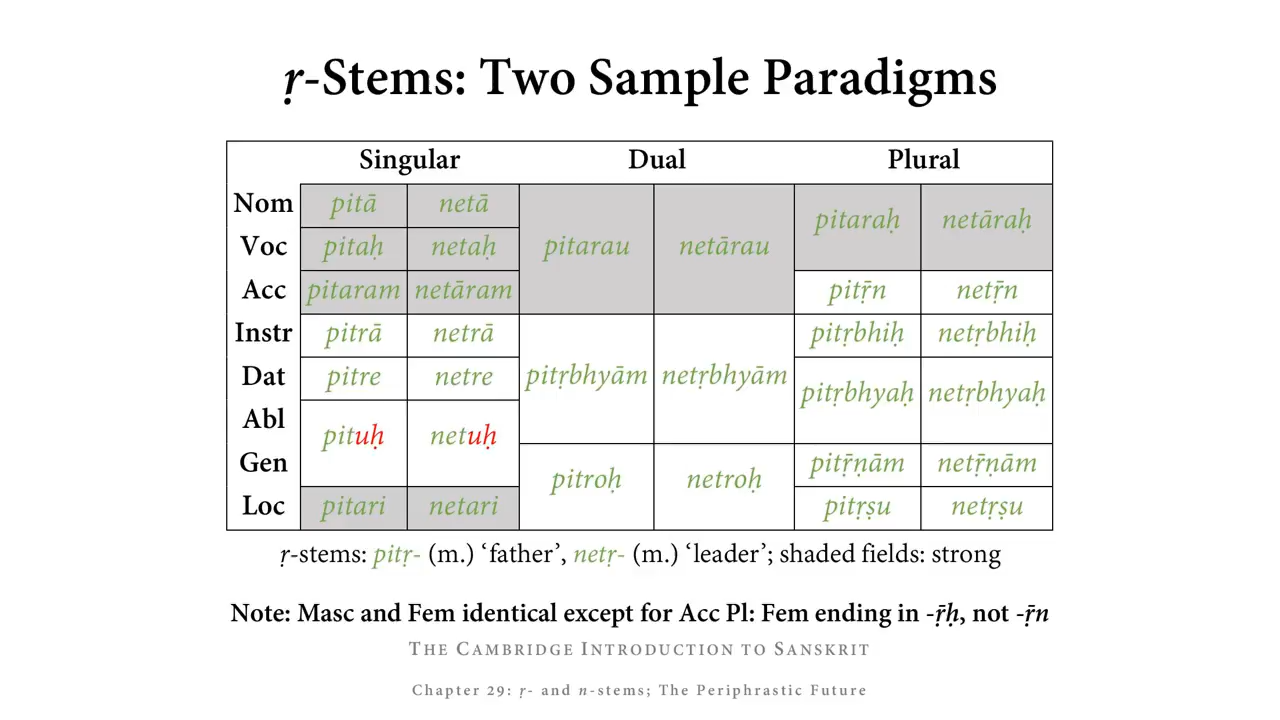 ṛ-Stems: Two Sample Paradigms
Singular Dual Plural
Nom pitā netā pitarau netārau pitaraḥ netāraḥ
Voc pitaḥ netaḥ
Acc pitaram netāram pitṝn netṝn
Instr pitrā netrā pitṛbhyām netṛbhyām pitṛbhiḥ netṛbhiḥ
Dat pitre netre pitṛbhyaḥ netṛbhyaḥ
Abl pituḥ netuḥ
Gen pitroḥ netroḥ pitṝṇām netṝṇām
Loc pitari netari pitṛṣu netṛṣu
ṛ-stems: pitṛ- (m.) ‘father’, netṛ- (m.) ‘leader’; shaded fields: strong
Note: Masc and Fem identical except for Acc Pl: Fem ending in -ṝḥ, not -ṝn
THE CAMBRIDGE INTRODUCTION TO SANSKRIT
Chapter 29: ṛ- and n-stems; The Periphrastic Future